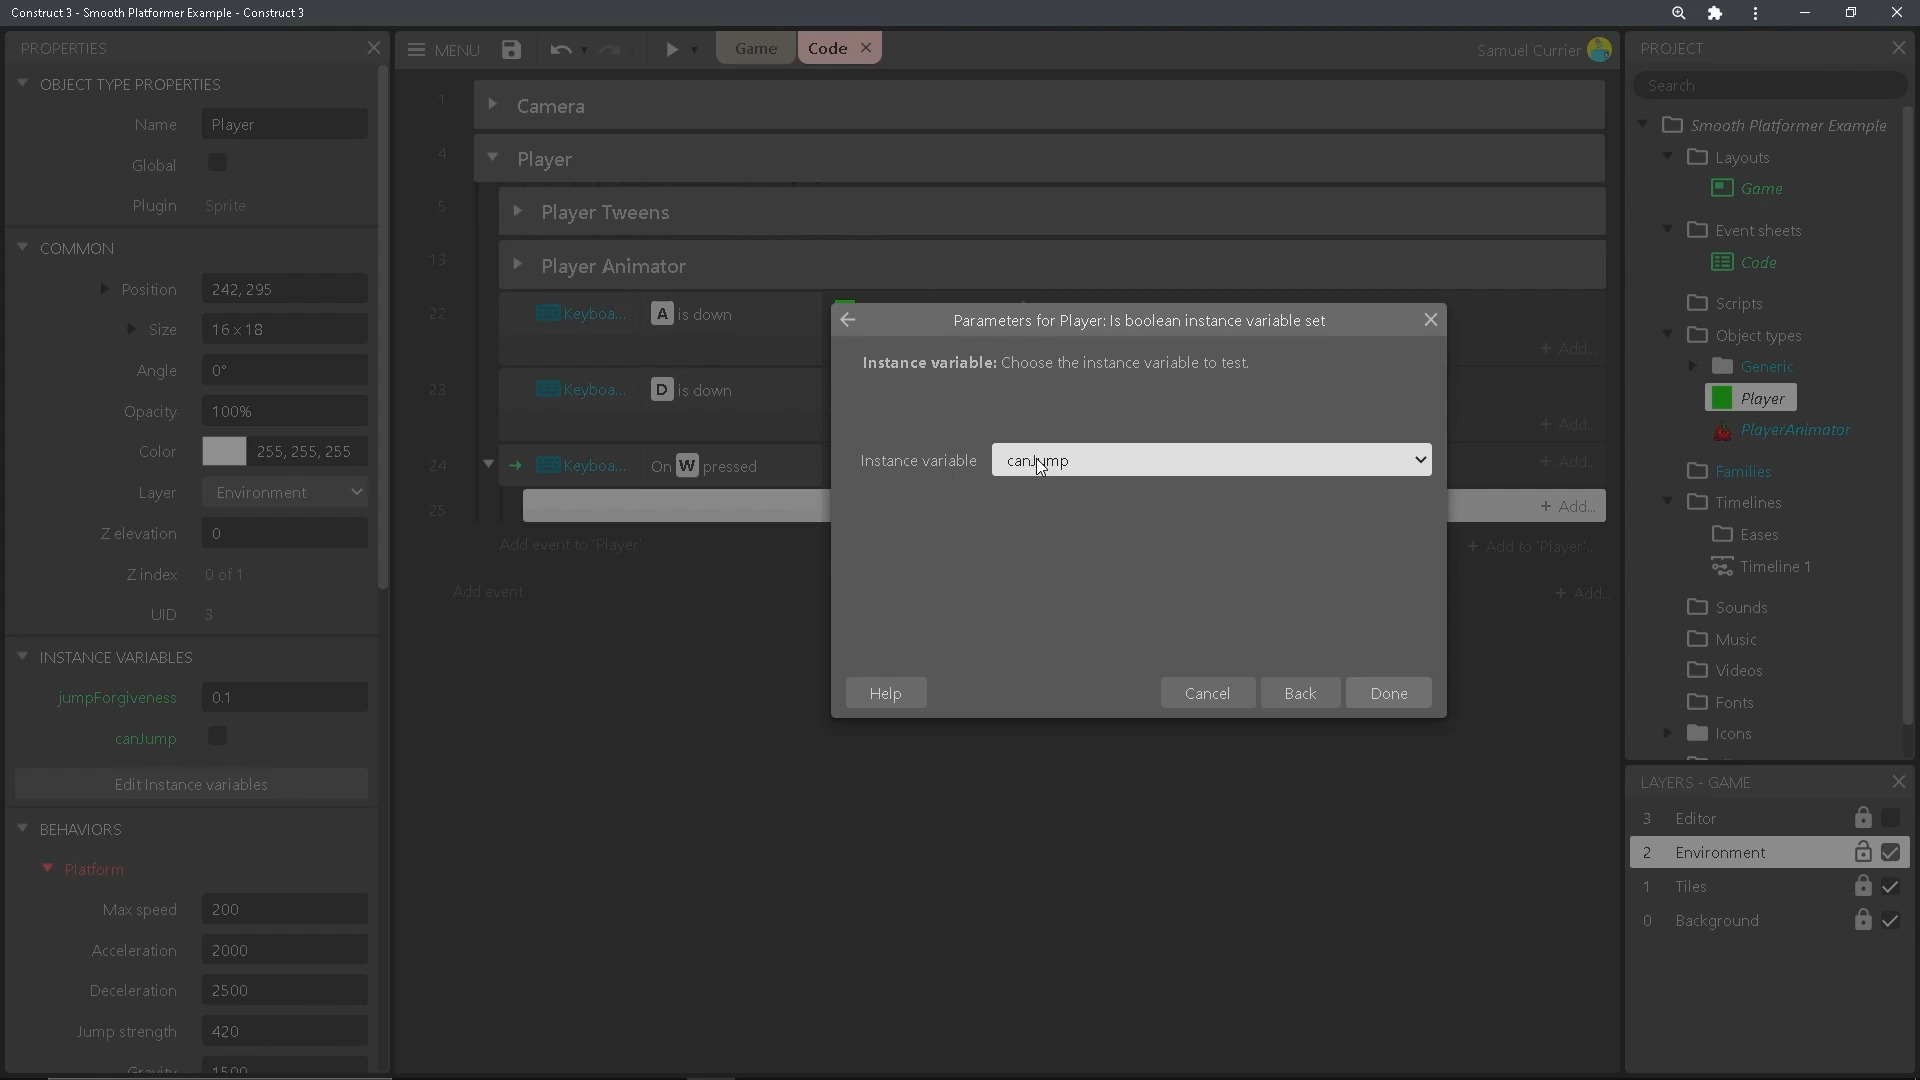 Construct 3 - Smooth Platformer Example - Construct 3
PROPERTIES
OBJECT TYPE PROPERTIES
Name Player
Global
Plugin Sprite
COMMON
Position 242, 295
Size 16 x 18
Angle 0°
Opacity 100%
Color 255, 255, 255
Layer Environment
Z elevation 0
Z index 0 of 1
UID 3
INSTANCE VARIABLES
jumpForgiveness 0.1
canJump
Edit Instance variables
BEHAVIORS
Platform
Max speed 200
Acceleration 2000
Deceleration 2500
Jump strength 420
Gravity 1500
MENU
Game
Code
Samuel Currier
1 Camera
4 Player
5 Player Tweens
13 Player Animator
22 Keyboa... A is down
+ Add...
23 Keyboa... D is down
+ Add...
24 Keyboa... On W pressed
+ Add...
25
+ Add...
Add event to 'Player'
+ Add to 'Player'...
Add event
+ Add...
Parameters for Player: Is boolean instance variable set
Instance variable: Choose the instance variable to test.
Instance variable canJump
Help
Cancel
Back
Done
PROJECT
Search
Smooth Platformer Example
Layouts
Game
Event sheets
Code
Scripts
Object types
Generic
Player
PlayerAnimator
Families
Timelines
Eases
Timeline 1
Sounds
Music
Videos
Fonts
Icons
LAYERS - GAME
3 Editor
2 Environment
1 Tiles
0 Background